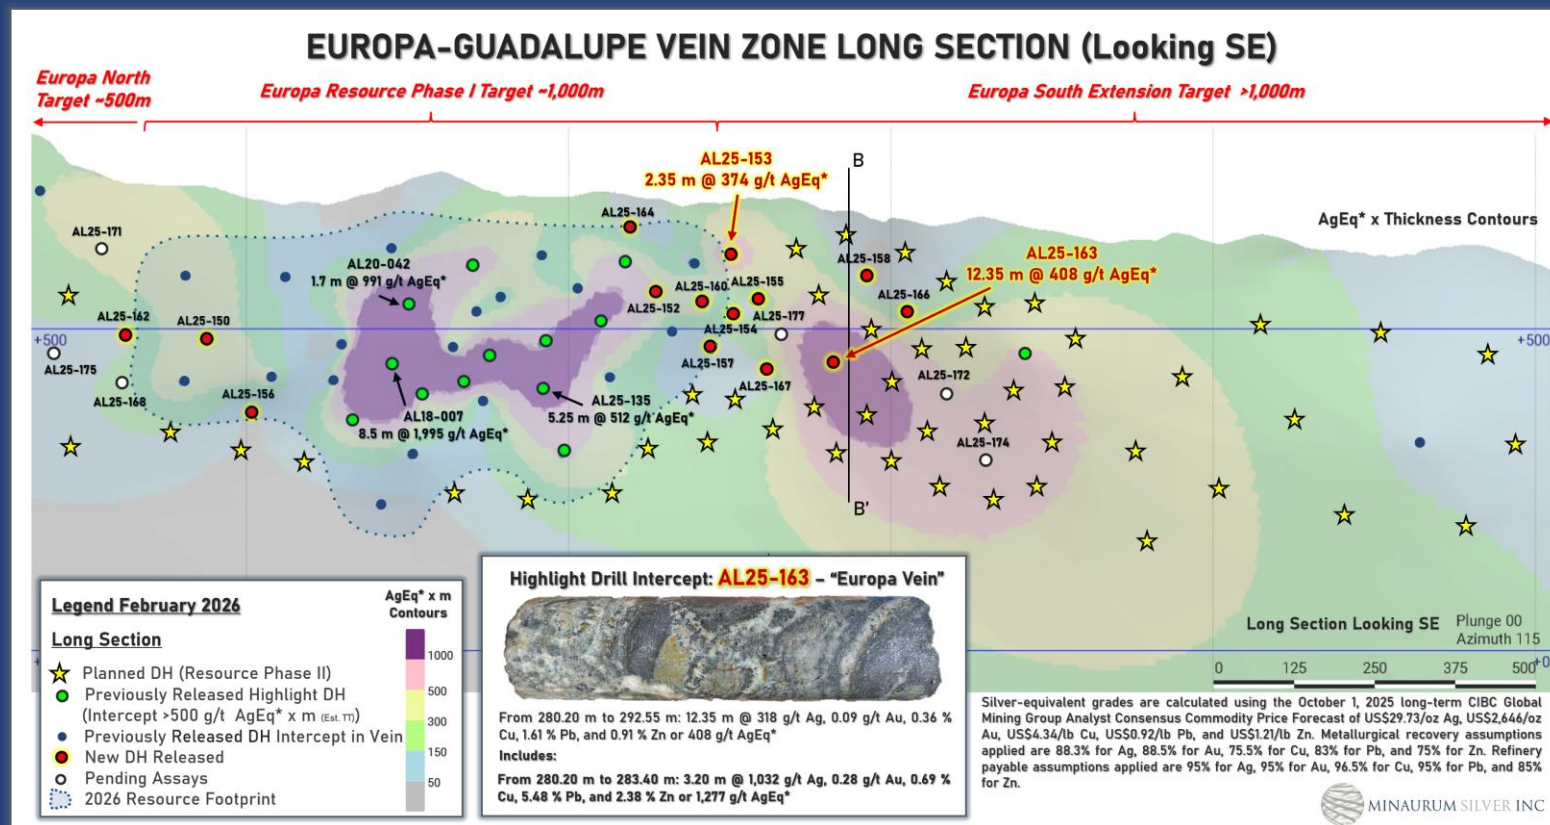 EUROPA-GUADALUPE VEIN ZONE LONG SECTION (Looking SE)
Europa North
Target ~500m
Europa Resource Phase I Target ~1,000m
Europa South Extension Target >1,000m
AL25-153
2.35 m @ 374 g/t AgEq*
B
AgEq* x Thickness Contours
AL25-164
AL25-171
AL20-042
1.7 m @ 991 g/t AgEq*
AL25-158
AL25-163
12.35 m @ 408 g/t AgEq*
AL25-160
AL25-155
AL25-152
AL25-166
AL25-162
AL25-150
AL25-177
AL25-154
+500
+500
AL25-157
AL25-175
AL25-172
AL25-168
AL25-167
AL25-156
AL18-007
8.5 m @ 1,995 g/t AgEq*
AL25-135
5.25 m @ 512 g/t AgEq*
AL25-174
B'
Legend February 2026
Long Section
Planned DH (Resource Phase II)
Previously Released Highlight DH
(Intercept >500 g/t AgEq* x m (Est. TT)
Previously Released DH Intercept in Vein
New DH Released
Pending Assays
2026 Resource Footprint
AgEq* x m
Contours
1000
500
300
150
50
Highlight Drill Intercept: AL25-163 – “Europa Vein”
From 280.20 m to 292.55 m: 12.35 m @ 318 g/t Ag, 0.09 g/t Au, 0.36 %
Cu, 1.61 % Pb, and 0.91 % Zn or 408 g/t AgEq*
Includes:
From 280.20 m to 283.40 m: 3.20 m @ 1,032 g/t Ag, 0.28 g/t Au, 0.69 %
Cu, 5.48 % Pb, and 2.38 % Zn or 1,277 g/t AgEq*
Long Section Looking SE
Plunge 00
Azimuth 115
0 125 250 375 500
+0
Silver-equivalent grades are calculated using the October 1, 2025 long-term CIBC Global
Mining Group Analyst Consensus Commodity Price Forecast of US$29.73/oz Ag, US$2,646/oz
Au, US$4.34/lb Cu, US$0.92/lb Pb, and US$1.21/lb Zn. Metallurgical recovery assumptions
applied are 88.3% for Ag, 88.5% for Au, 75.5% for Cu, 83% for Pb, and 75% for Zn. Refinery
payable assumptions applied are 95% for Ag, 95% for Au, 96.5% for Cu, 95% for Pb, and 85%
for Zn.
MINAURUM SILVER INC